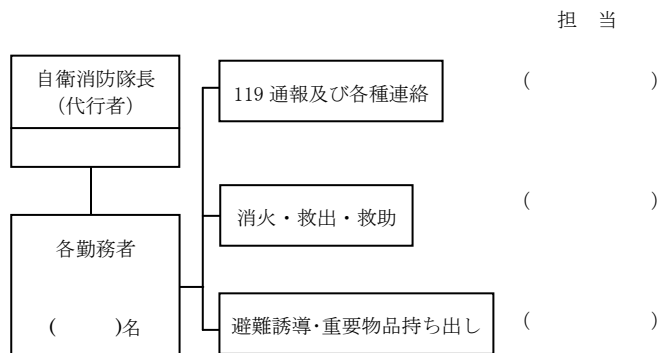 担 当
自衛消防隊長
(代行者)
119 通報及び各種連絡
( )
消火・救出・救助
( )
各勤務者
( )名
避難誘導・重要物品持ち出し
( )